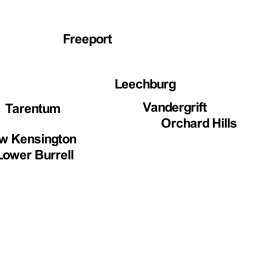 Freeport
Leechburg
Tarentum
Vandergrift
Orchard Hills
w Kensington
Lower Burrell